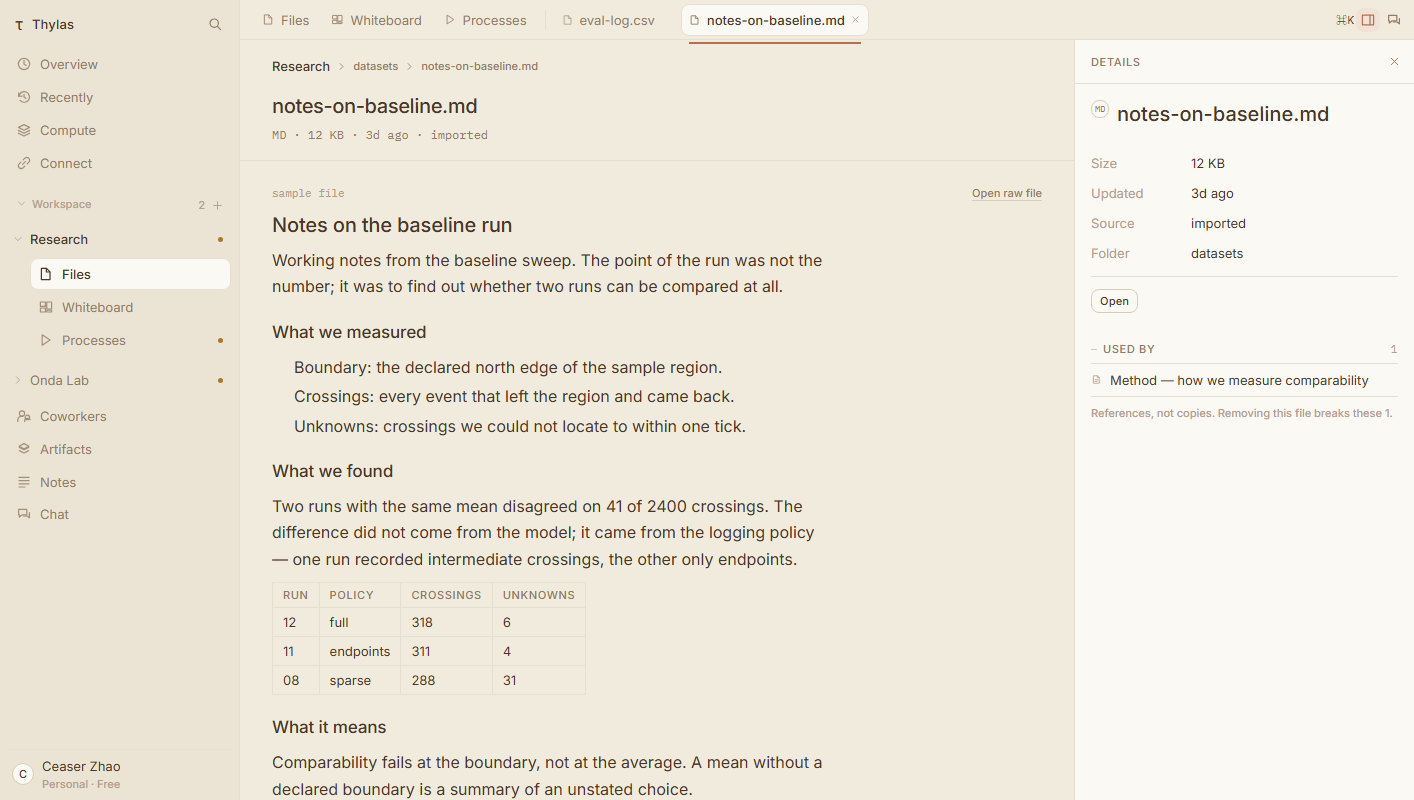 τ Thylas
Overview
Recently
Compute
Connect
Workspace 2 +
Research
Files
Whiteboard
Processes
Onda Lab
Coworkers
Artifacts
Notes
Chat
C Ceaser Zhao
Personal · Free
Files Whiteboard Processes eval-log.csv notes-on-baseline.md × ⌘K
Research > datasets > notes-on-baseline.md
notes-on-baseline.md
MD · 12 KB · 3d ago · imported
sample file Open raw file
Notes on the baseline run
Working notes from the baseline sweep. The point of the run was not the
number; it was to find out whether two runs can be compared at all.
What we measured
Boundary: the declared north edge of the sample region.
Crossings: every event that left the region and came back.
Unknowns: crossings we could not locate to within one tick.
What we found
Two runs with the same mean disagreed on 41 of 2400 crossings. The
difference did not come from the model; it came from the logging policy
— one run recorded intermediate crossings, the other only endpoints.
RUN POLICY CROSSINGS UNKNOWNS
12 full 318 6
11 endpoints 311 4
08 sparse 288 31
What it means
Comparability fails at the boundary, not at the average. A mean without a
declared boundary is a summary of an unstated choice.
DETAILS ×
MD notes-on-baseline.md
Size 12 KB
Updated 3d ago
Source imported
Folder datasets
Open
USED BY 1
Method — how we measure comparability
References, not copies. Removing this file breaks these 1.